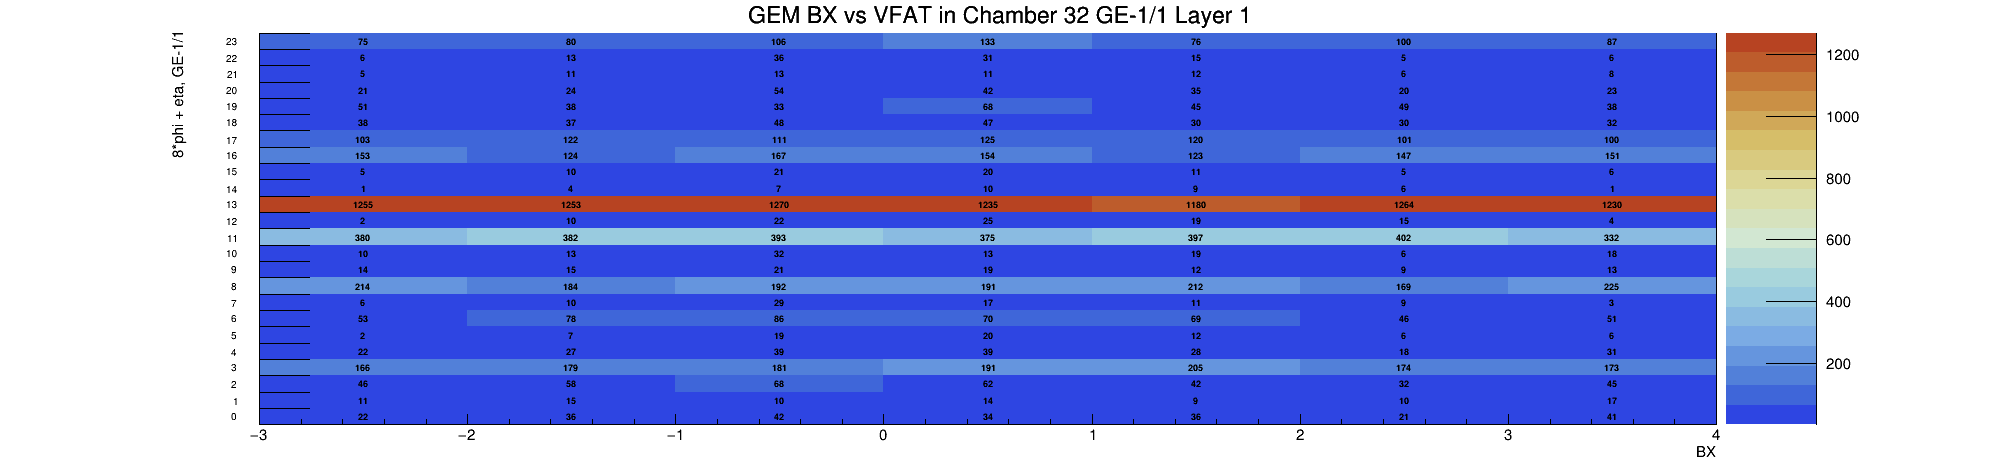 GEM BX vs VFAT in Chamber 32 GE-1/1 Layer 1
8*phi + eta, GE-1/1
23 75 80 106 133 76 100 87
22 6 13 36 31 15 5 6
21 5 11 13 11 12 6 8
20 21 24 54 42 35 20 23
19 51 38 33 68 45 49 38
18 38 37 48 47 30 30 32
17 103 122 111 125 120 101 100
16 153 124 167 154 123 147 151
15 5 10 21 20 11 5 6
14 1 4 7 10 9 6 1
13 1255 1253 1270 1235 1180 1264 1230
12 2 10 22 25 19 15 4
11 380 382 393 375 397 402 332
10 10 13 32 13 19 6 18
9 14 15 21 19 12 9 13
8 214 184 192 191 212 169 225
7 6 10 29 17 11 9 3
6 53 78 86 70 69 46 51
5 2 7 19 20 12 6 6
4 22 27 39 39 28 18 31
3 166 179 181 191 205 174 173
2 46 58 68 62 42 32 45
1 11 15 10 14 9 10 17
0 22 36 42 34 36 21 41
−3 −2 −1 0 1 2 3 4
BX
1200
1000
800
600
400
200